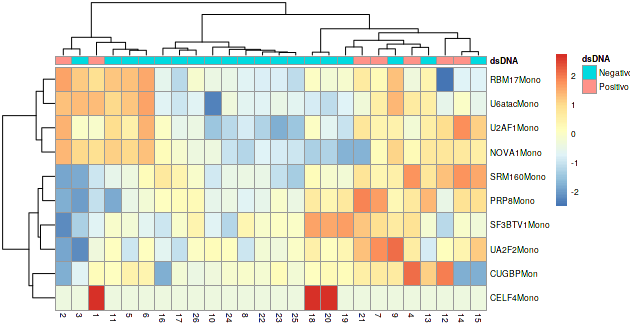 dsDNA
RBM17Mono
U6atacMono
U2AF1Mono
NOVA1Mono
SRM160Mono
PRP8Mono
SF3BTV1Mono
UA2F2Mono
CUGBPMon
CELF4Mono
2 3 1 11 5 6 16 17 26 10 24 8 22 23 25 18 20 19 21 7 9 4 13 12 14 15
2
1
0
-1
-2
dsDNA
Negativo
Positivo